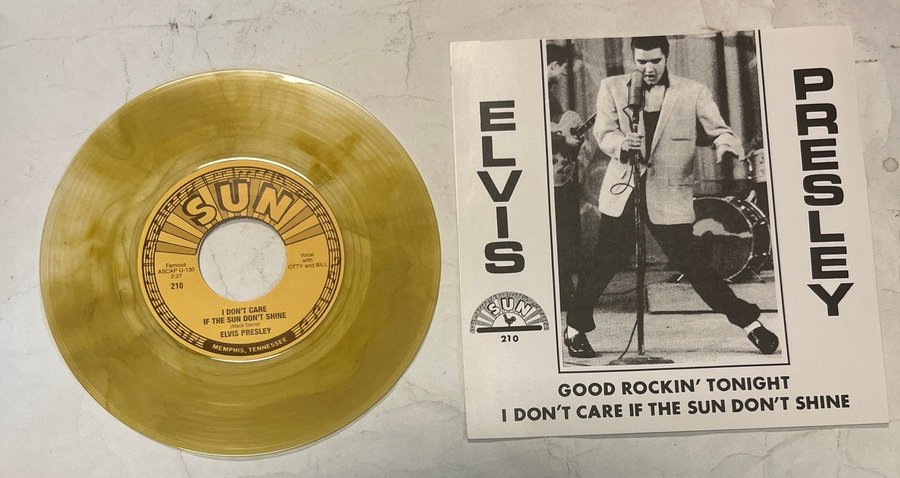 SUN
Famous
ASCAP U-130
2:27
210
Vocal
with
OTTY and BILL
I DON'T CARE
IF THE SUN DON'T SHINE
(Mack David)
ELVIS PRESLEY
MEMPHIS, TENNESSEE
ELVIS
PRESLEY
SUN
210
GOOD ROCKIN' TONIGHT
I DON'T CARE IF THE SUN DON'T SHINE